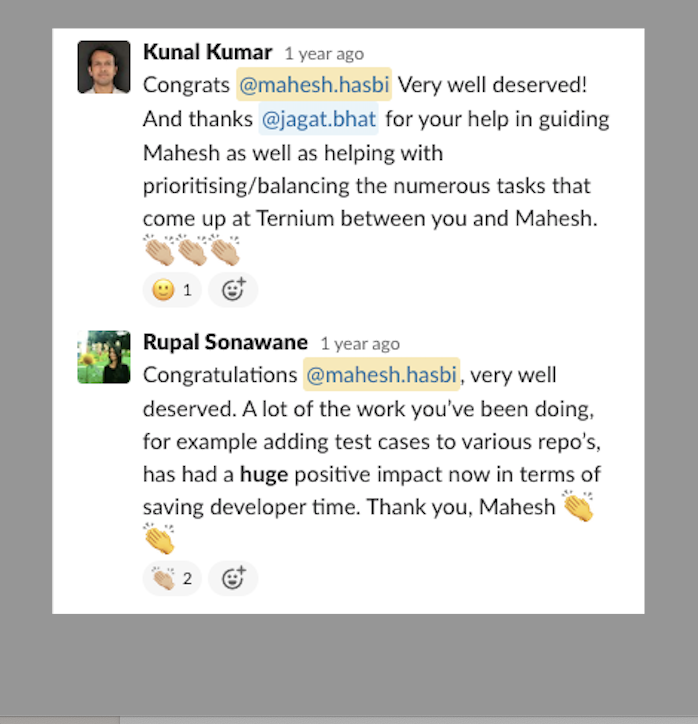 Kunal Kumar 1 year ago
Congrats @mahesh.hasbi Very well deserved!
And thanks @jagat.bhat for your help in guiding
Mahesh as well as helping with
prioritising/balancing the numerous tasks that
come up at Ternium between you and Mahesh.
👏🏼👏🏼👏🏼
🙂 1
Rupal Sonawane 1 year ago
Congratulations @mahesh.hasbi, very well
deserved. A lot of the work you've been doing,
for example adding test cases to various repo's,
has had a huge positive impact now in terms of
saving developer time. Thank you, Mahesh 👏
👏
👏🏼 2